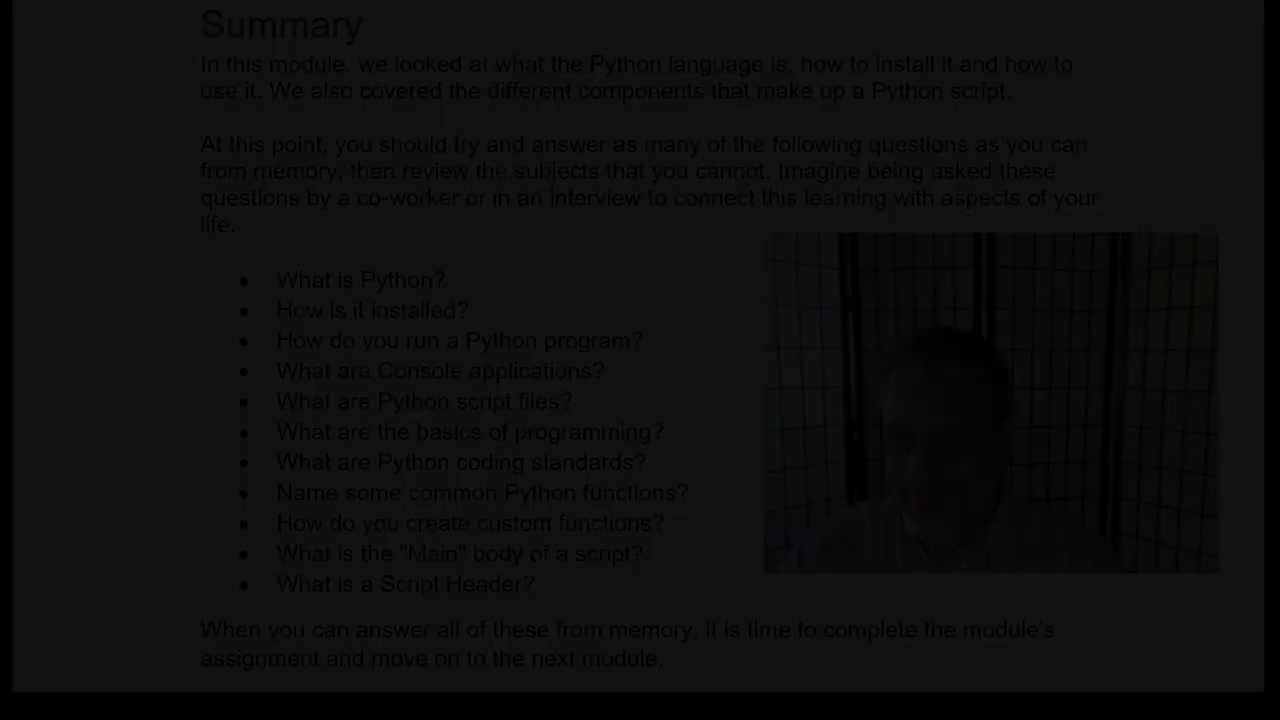 Summary
In this module, we looked at what the Python language is, how to install it and how to
use it. We also covered the different components that make up a Python script.
At this point, you should try and answer as many of the following questions as you can
from memory, then review the subjects that you cannot. Imagine being asked these
questions by a co-worker or in an interview to connect this learning with aspects of your
life.
• What is Python?
• How is it installed?
• How do you run a Python program?
• What are Console applications?
• What are Python script files?
• What are the basics of programming?
• What are Python coding standards?
• Name some common Python functions?
• How do you create custom functions?
• What is the "Main" body of a script?
• What is a Script Header?
When you can answer all of these from memory, it is time to complete the module's
assignment and move on to the next module.